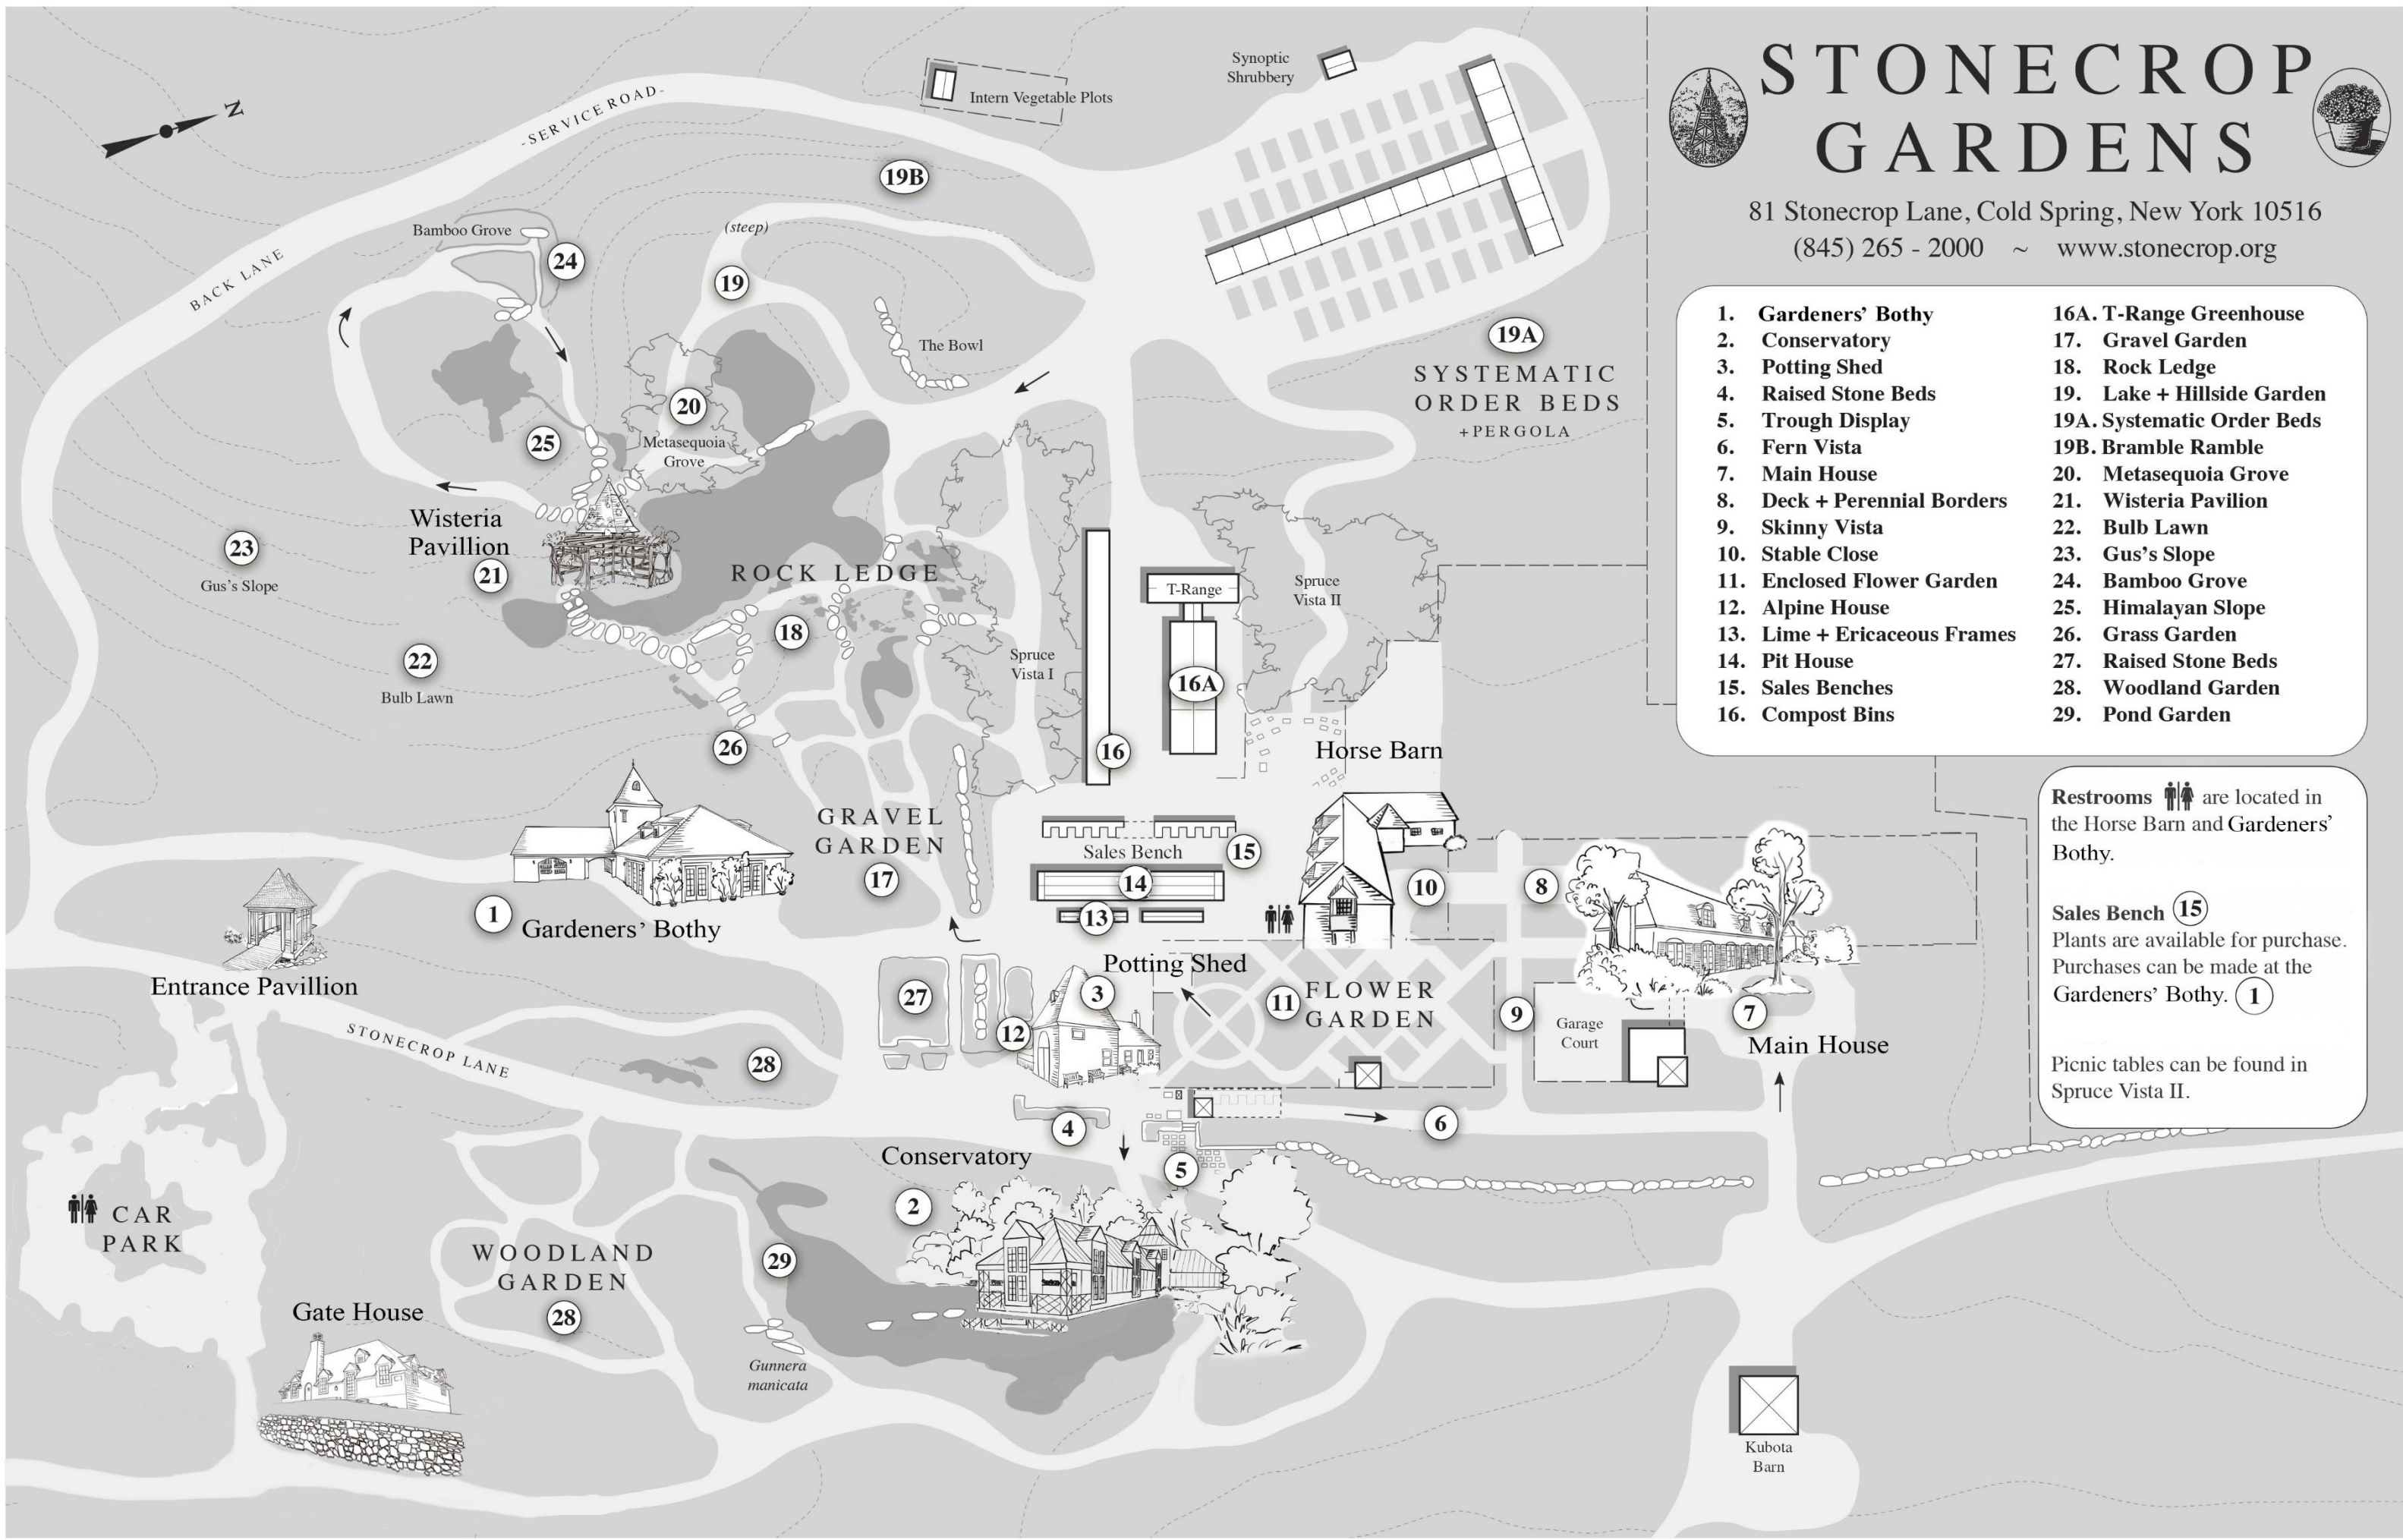 STONECROP
GARDENS
81 Stonecrop Lane, Cold Spring, New York 10516
(845) 265 - 2000 ~ www.stonecrop.org
1. Gardeners' Bothy
2. Conservatory
3. Potting Shed
4. Raised Stone Beds
5. Trough Display
6. Fern Vista
7. Main House
8. Deck + Perennial Borders
9. Skinny Vista
10. Stable Close
11. Enclosed Flower Garden
12. Alpine House
13. Lime + Ericaceous Frames
14. Pit House
15. Sales Benches
16. Compost Bins
16A. T-Range Greenhouse
17. Gravel Garden
18. Rock Ledge
19. Lake + Hillside Garden
19A. Systematic Order Beds
19B. Bramble Ramble
20. Metasequoia Grove
21. Wisteria Pavilion
22. Bulb Lawn
23. Gus's Slope
24. Bamboo Grove
25. Himalayan Slope
26. Grass Garden
27. Raised Stone Beds
28. Woodland Garden
29. Pond Garden
Restrooms are located in
the Horse Barn and Gardeners'
Bothy.
Sales Bench 15
Plants are available for purchase.
Purchases can be made at the
Gardeners' Bothy. 1
Picnic tables can be found in
Spruce Vista II.
N
-SERVICE ROAD-
BACK LANE
Intern Vegetable Plots
Synoptic
Shrubbery
19B
Bamboo Grove
24
(steep)
19
The Bowl
19A
SYSTEMATIC
ORDER BEDS
+PERGOLA
20
Metasequoia
Grove
25
Wisteria
Pavillion
21
23
Gus's Slope
22
Bulb Lawn
ROCK LEDGE
18
26
Spruce
Vista I
T-Range
16A
16
Spruce
Vista II
Horse Barn
GRAVEL
GARDEN
17
Sales Bench
15
14
13
10
8
1
Gardeners' Bothy
Entrance Pavillion
STONECROP LANE
27
12
Potting Shed
3
11
FLOWER
GARDEN
9
Garage
Court
7
Main House
28
4
5
6
Conservatory
2
CAR
PARK
WOODLAND
GARDEN
28
29
Gunnera
manicata
Gate House
Kubota
Barn